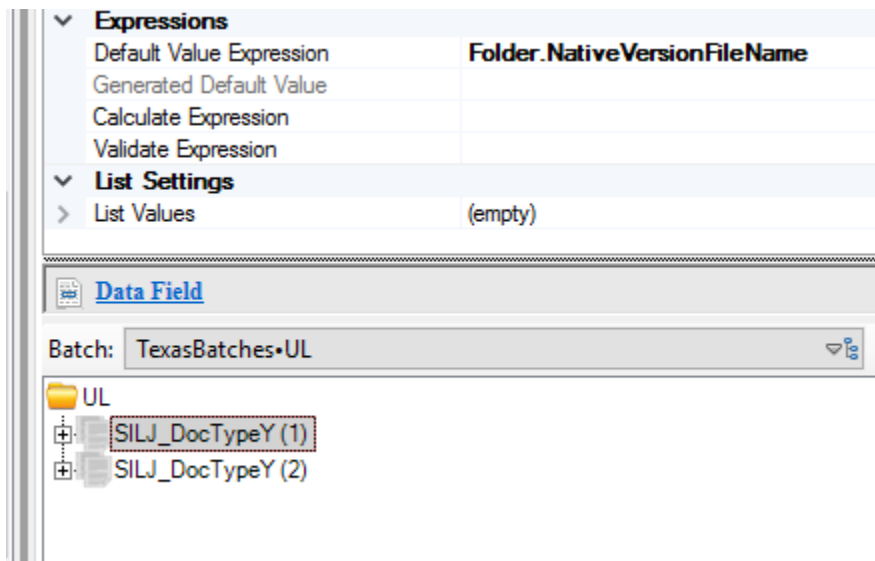 Expressions
Default Value Expression Folder.NativeVersionFileName
Generated Default Value
Calculate Expression
Validate Expression
List Settings
List Values (empty)
Data Field
Batch: TexasBatches•UL
UL
SILJ_DocTypeY (1)
SILJ_DocTypeY (2)